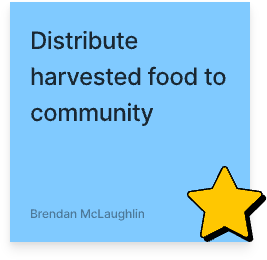 Distribute
harvested food to
community
Brendan McLaughlin